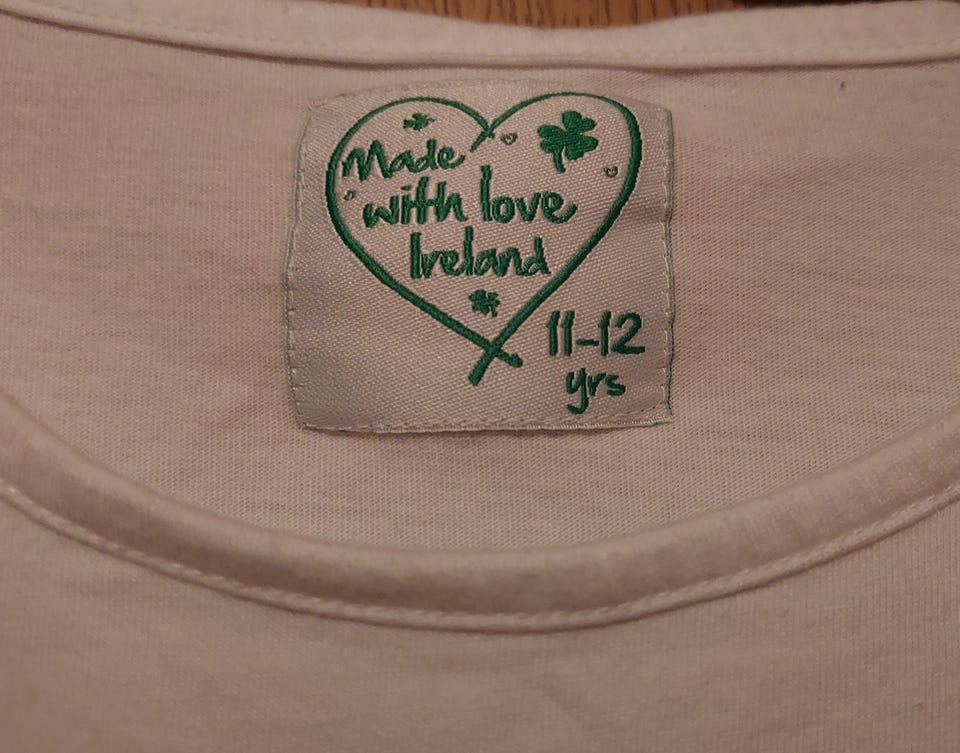 Made
with love
Ireland
11-12
yrs